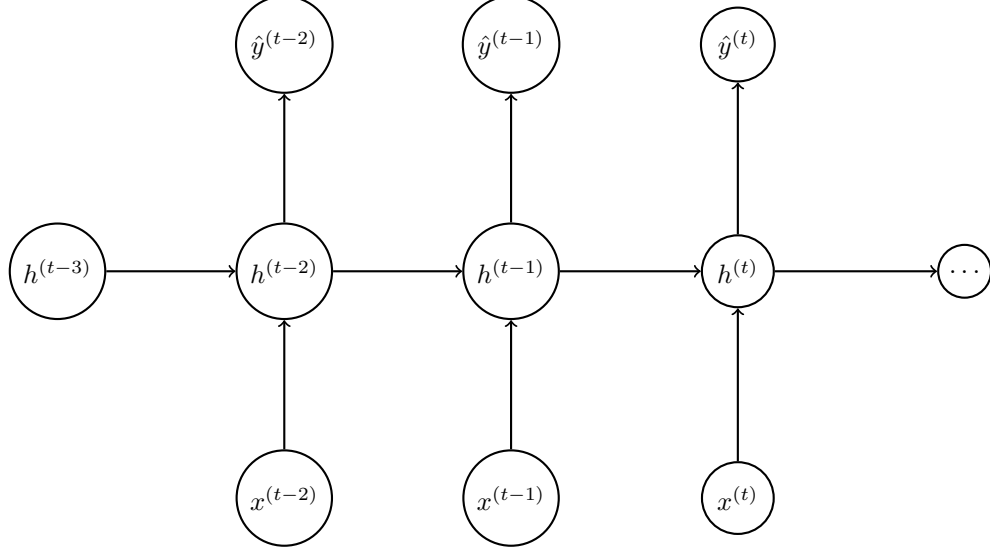 ŷ^(t−2) ŷ^(t−1) ŷ^(t)
h^(t−3) h^(t−2) h^(t−1) h^(t) ···
x^(t−2) x^(t−1) x^(t)